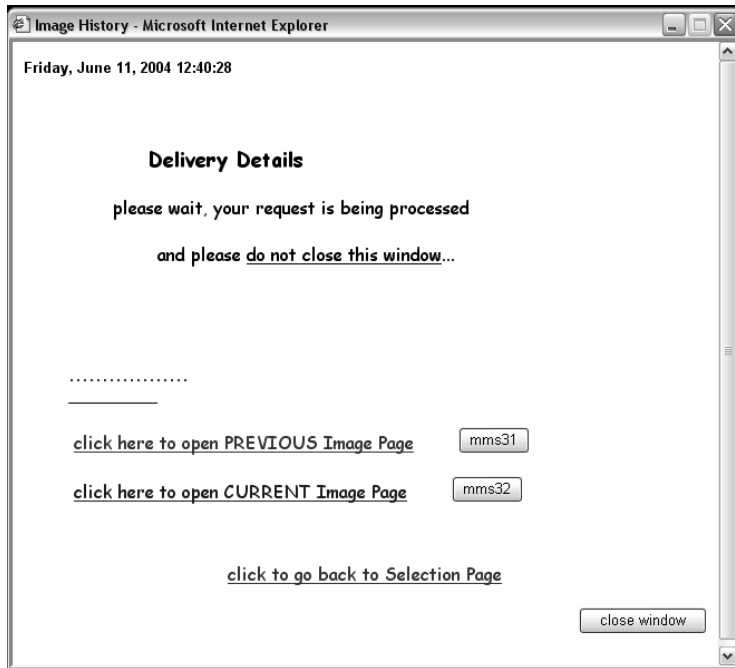 Image History - Microsoft Internet Explorer
Friday, June 11, 2004 12:40:28
Delivery Details
please wait, your request is being processed
and please do not close this window...
..................
click here to open PREVIOUS Image Page mms31
click here to open CURRENT Image Page mms32
click to go back to Selection Page
close window